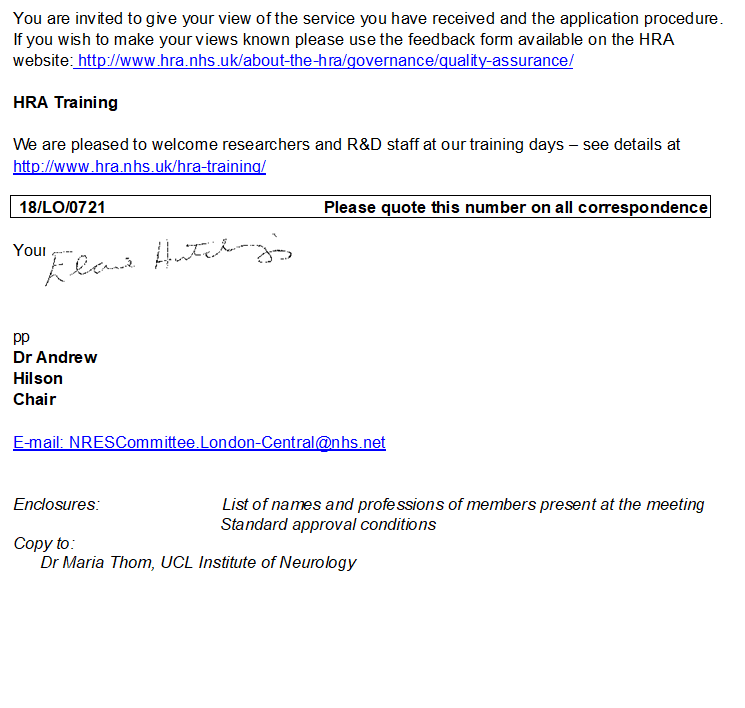 You are invited to give your view of the service you have received and the application procedure.
If you wish to make your views known please use the feedback form available on the HRA
website: http://www.hra.nhs.uk/about-the-hra/governance/quality-assurance/
HRA Training
We are pleased to welcome researchers and R&D staff at our training days – see details at
http://www.hra.nhs.uk/hra-training/
18/LO/0721 Please quote this number on all correspondence
Your
pp
Dr Andrew
Hilson
Chair
E-mail: NRESCommittee.London-Central@nhs.net
Enclosures: List of names and professions of members present at the meeting
Standard approval conditions
Copy to:
Dr Maria Thom, UCL Institute of Neurology